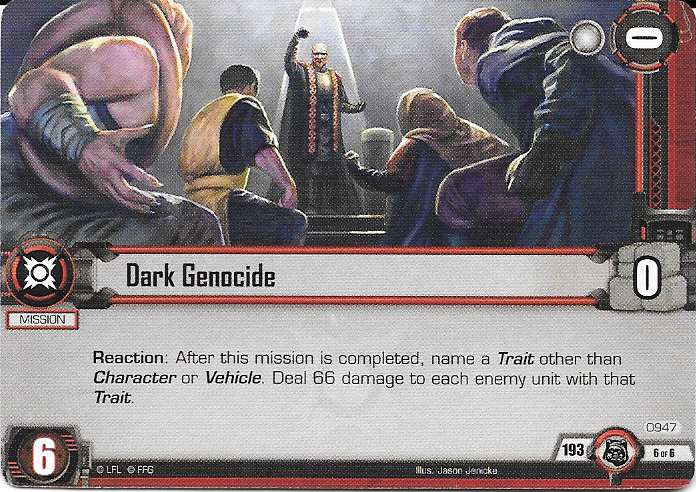 0
Dark Genocide
0
MISSION
Reaction: After this mission is completed, name a Trait other than
Character or Vehicle. Deal 66 damage to each enemy unit with that
Trait.
0947
193
6 OF 6
6
© LFL © FFG
Illus. Jason Jenicke